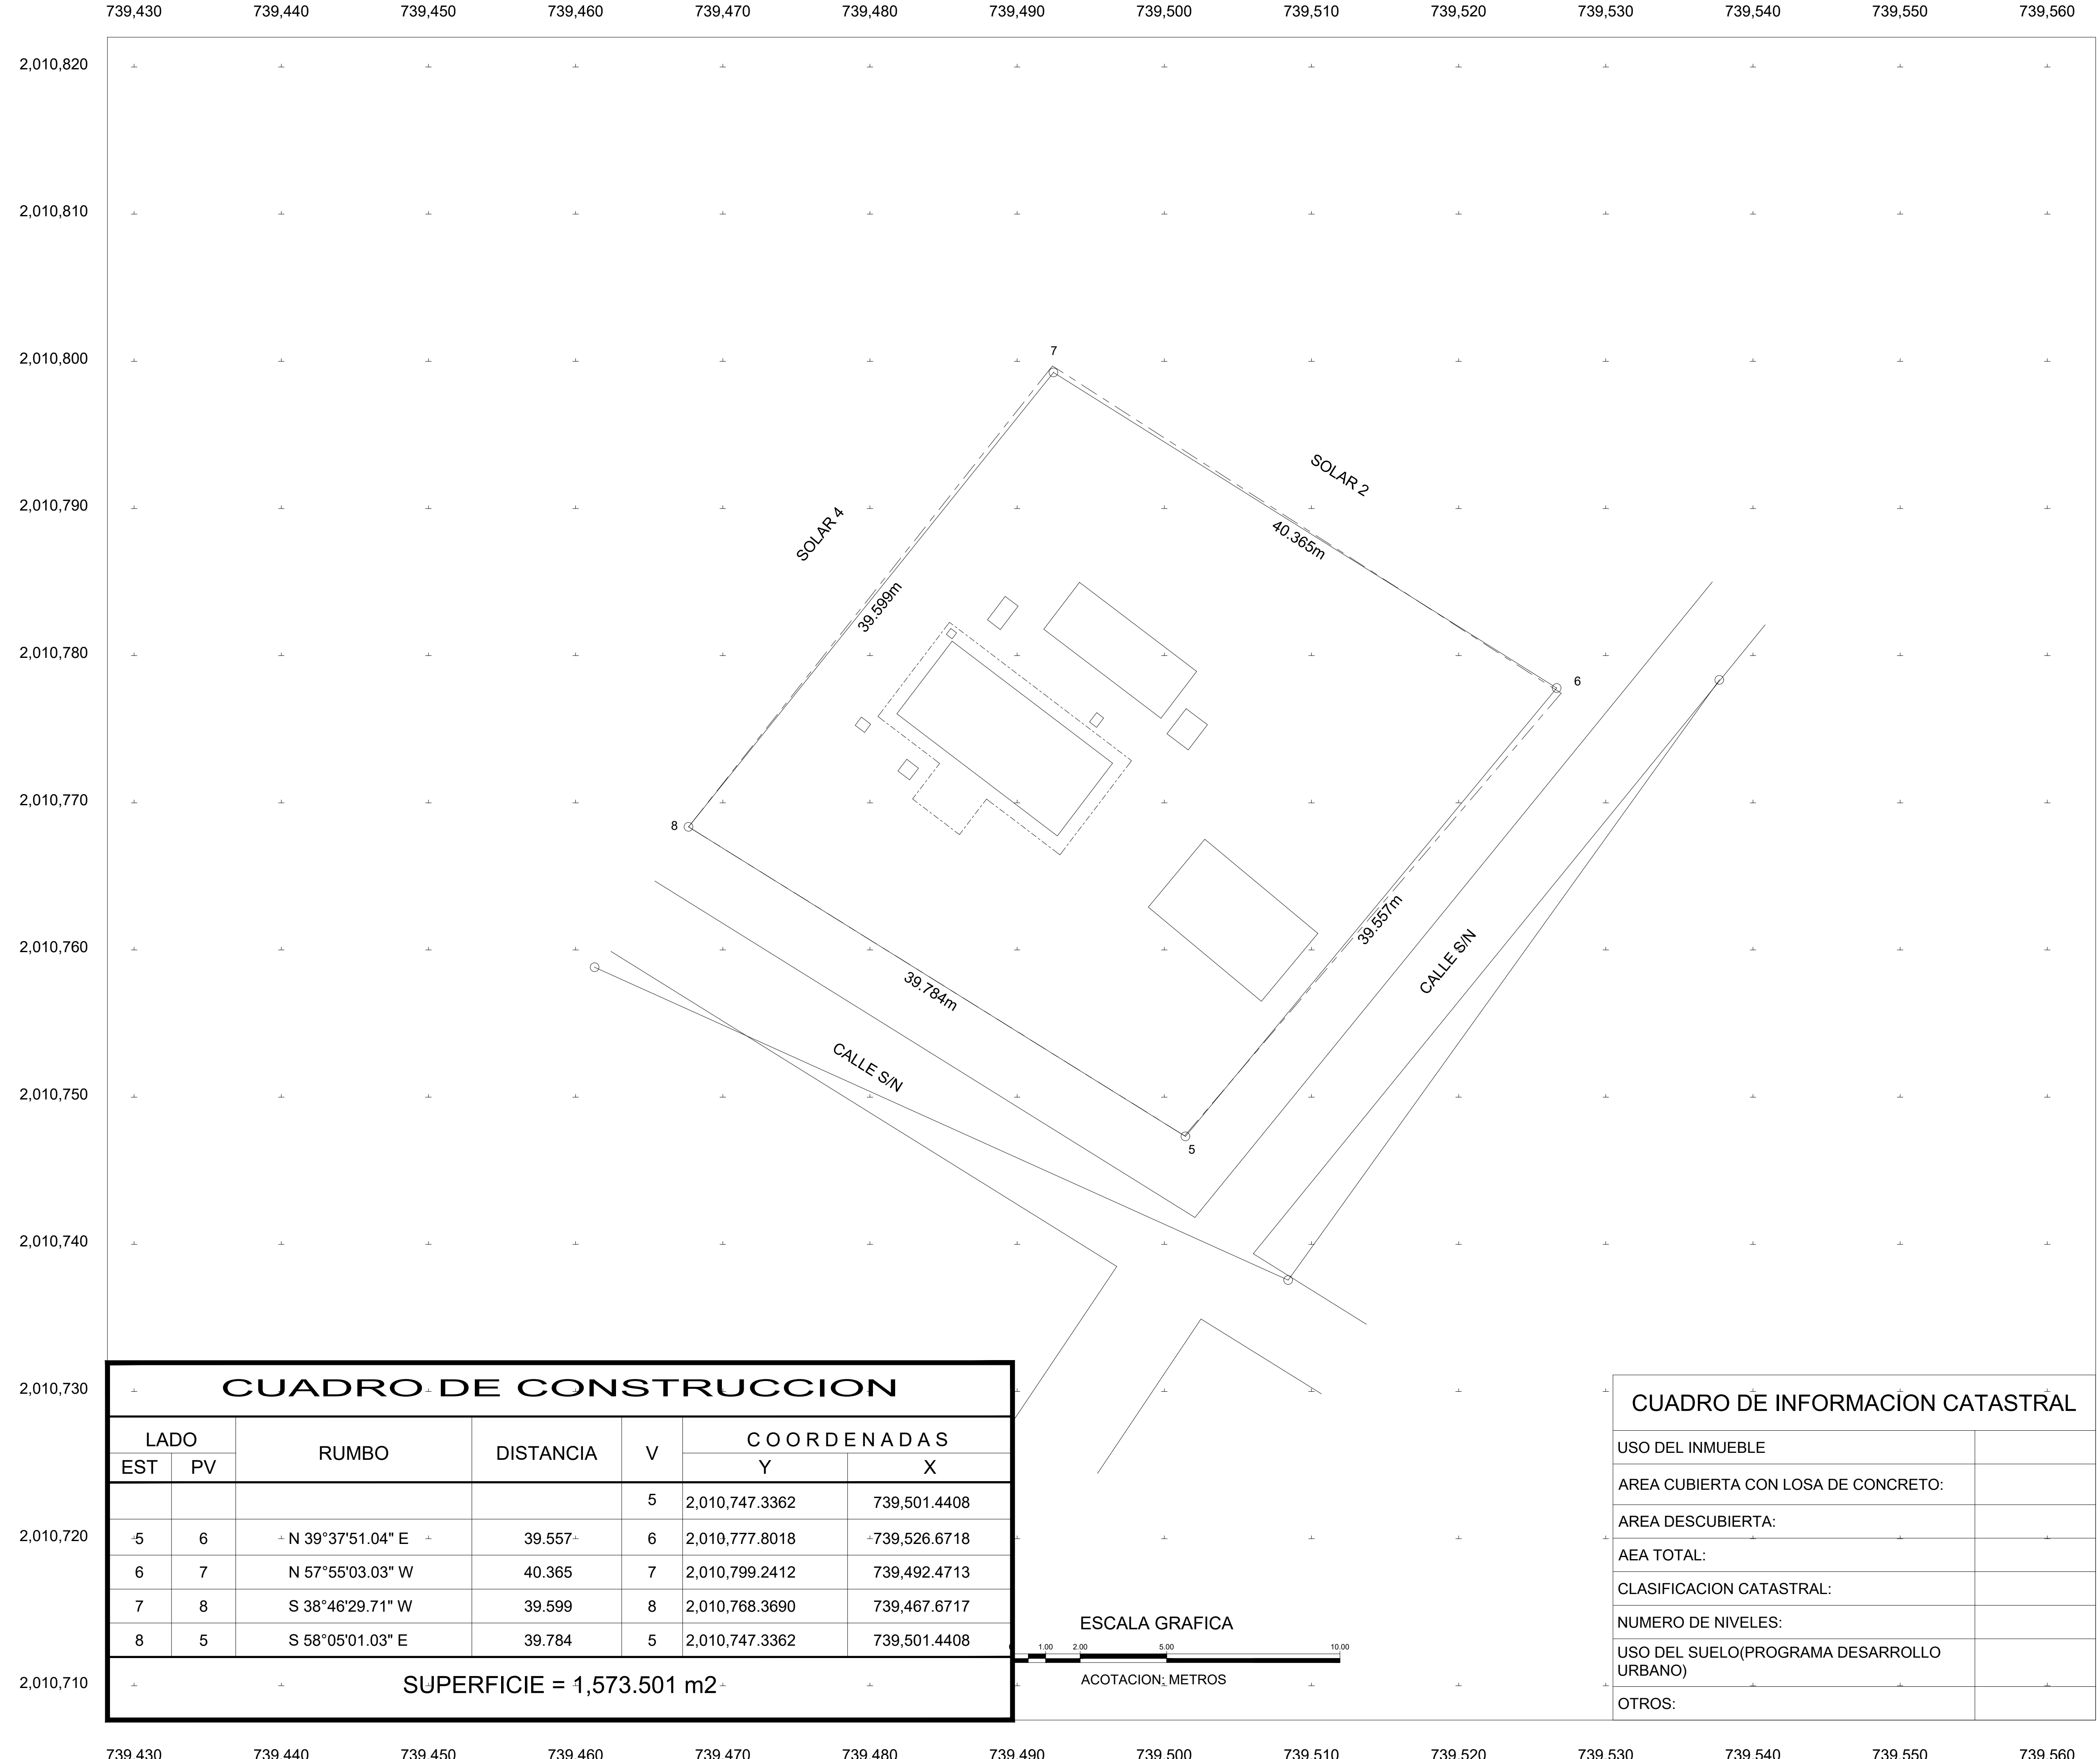 739,430 739,440 739,450 739,460 739,470 739,480 739,490 739,500 739,510 739,520 739,530 739,540 739,550 739,560
2,010,820
2,010,810
2,010,800
2,010,790
2,010,780
2,010,770
2,010,760
2,010,750
2,010,740
2,010,730
2,010,720
2,010,710
7
SOLAR 2
40.365m
SOLAR 4
39.599m
6
8
39.557m
CALLE S/N
39.784m
CALLE S/N
5
CUADRO DE CONSTRUCCION
LADO RUMBO DISTANCIA V COORDENADAS
EST PV Y X
5 2,010,747.3362 739,501.4408
5 6 N 39°37'51.04" E 39.557 6 2,010,777.8018 739,526.6718
6 7 N 57°55'03.03" W 40.365 7 2,010,799.2412 739,492.4713
7 8 S 38°46'29.71" W 39.599 8 2,010,768.3690 739,467.6717
8 5 S 58°05'01.03" E 39.784 5 2,010,747.3362 739,501.4408
SUPERFICIE = 1,573.501 m2
ESCALA GRAFICA
1.00 2.00 5.00 10.00
ACOTACION: METROS
CUADRO DE INFORMACION CATASTRAL
USO DEL INMUEBLE
AREA CUBIERTA CON LOSA DE CONCRETO:
AREA DESCUBIERTA:
AEA TOTAL:
CLASIFICACION CATASTRAL:
NUMERO DE NIVELES:
USO DEL SUELO(PROGRAMA DESARROLLO
URBANO)
OTROS:
739,430 739,440 739,450 739,460 739,470 739,480 739,490 739,500 739,510 739,520 739,530 739,540 739,550 739,560